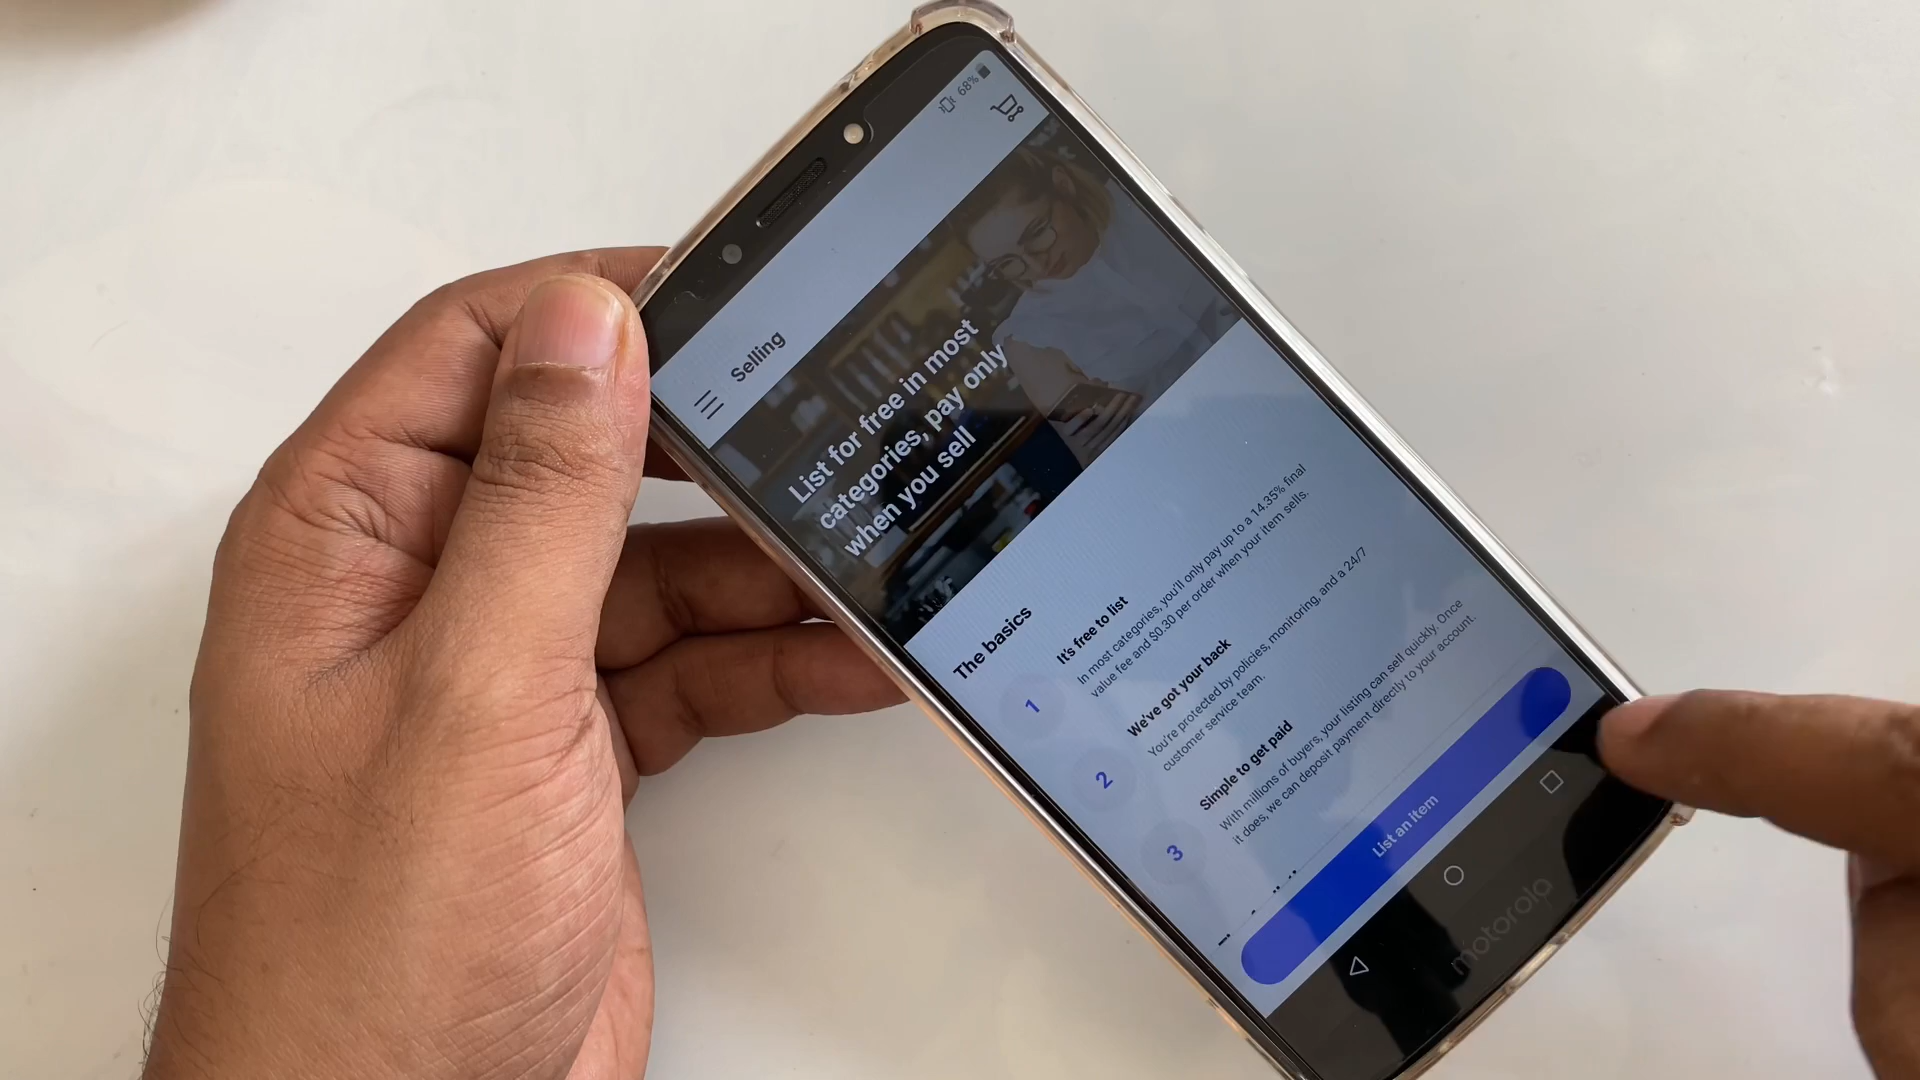 68%
Selling
List for free in most
categories, pay only
when you sell
The basics
1
It's free to list
In most categories, you'll only pay up to a 14.35% final
value fee and $0.30 per order when your item sells.
2
We've got your back
You're protected by policies, monitoring, and a 24/7
customer service team.
3
Simple to get paid
With millions of buyers, your listing can sell quickly. Once
it does, we can deposit payment directly to your account.
List an item
motorola